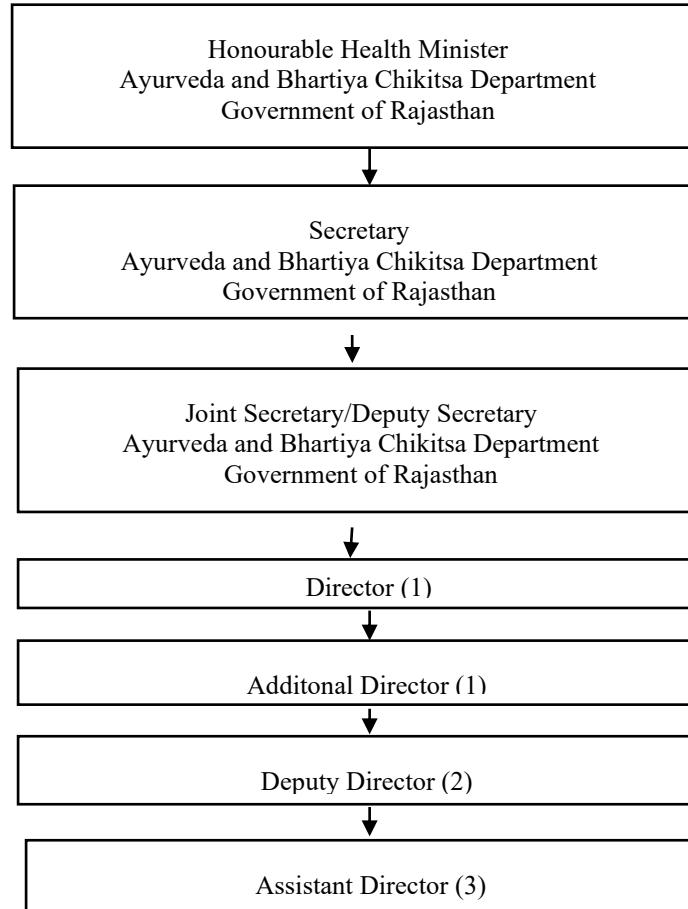 Honourable Health Minister
Ayurveda and Bhartiya Chikitsa Department
Government of Rajasthan
Secretary
Ayurveda and Bhartiya Chikitsa Department
Government of Rajasthan
Joint Secretary/Deputy Secretary
Ayurveda and Bhartiya Chikitsa Department
Government of Rajasthan
Director (1)
Additonal Director (1)
Deputy Director (2)
Assistant Director (3)